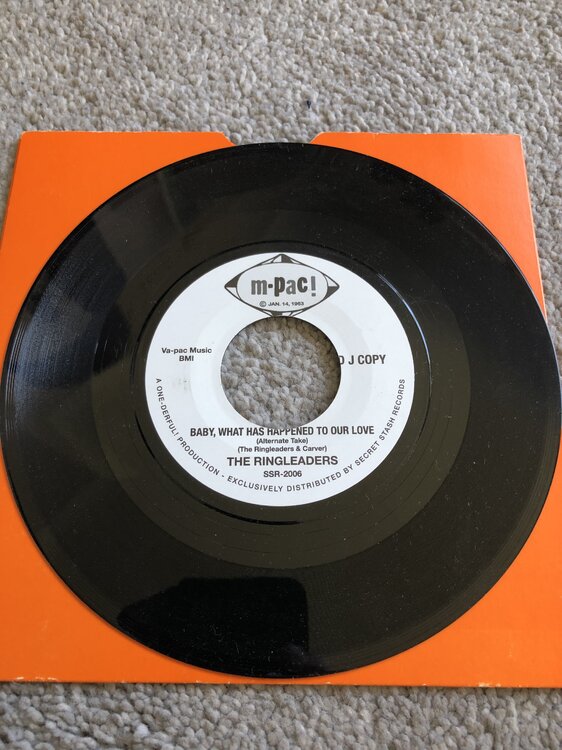 m·pac!
© JAN. 14, 1963
Va-pac Music
BMI
D J COPY
BABY, WHAT HAS HAPPENED TO OUR LOVE
(Alternate Take)
(The Ringleaders & Carver)
THE RINGLEADERS
SSR-2006
A ONE-DERFUL! PRODUCTION - EXCLUSIVELY DISTRIBUTED BY SECRET STASH RECORDS